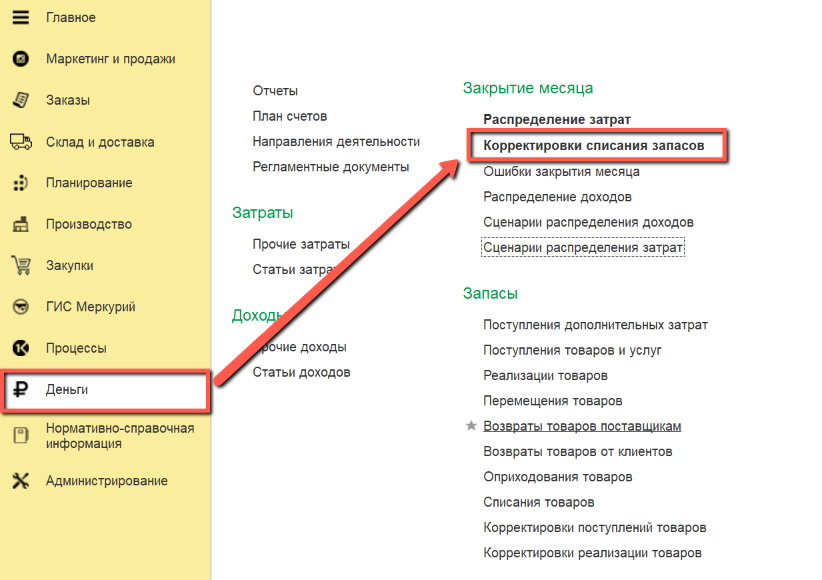 Главное
Маркетинг и продажи
Заказы
Склад и доставка
Планирование
Производство
Закупки
ГИС Меркурий
Процессы
Деньги
Нормативно-справочная
информация
Администрирование
Отчеты
План счетов
Направления деятельности
Регламентные документы
Затраты
Прочие затраты
Статьи затрат
Доходы
Прочие доходы
Статьи доходов
Закрытие месяца
Распределение затрат
Корректировки списания запасов
Ошибки закрытия месяца
Распределение доходов
Сценарии распределения доходов
Сценарии распределения затрат
Запасы
Поступления дополнительных затрат
Поступления товаров и услуг
Реализации товаров
Перемещения товаров
Возвраты товаров поставщикам
Возвраты товаров от клиентов
Оприходования товаров
Списания товаров
Корректировки поступлений товаров
Корректировки реализации товаров